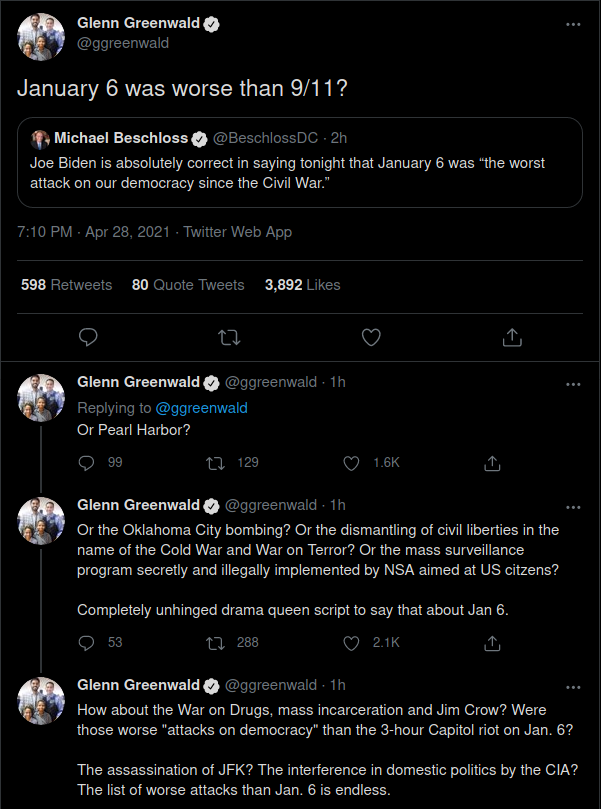 Glenn Greenwald
@ggreenwald
January 6 was worse than 9/11?
Michael Beschloss @BeschlossDC · 2h
Joe Biden is absolutely correct in saying tonight that January 6 was “the worst
attack on our democracy since the Civil War.”
7:10 PM · Apr 28, 2021 · Twitter Web App
598 Retweets 80 Quote Tweets 3,892 Likes
Glenn Greenwald @ggreenwald · 1h
Replying to @ggreenwald
Or Pearl Harbor?
99 129 1.6K
Glenn Greenwald @ggreenwald · 1h
Or the Oklahoma City bombing? Or the dismantling of civil liberties in the
name of the Cold War and War on Terror? Or the mass surveillance
program secretly and illegally implemented by NSA aimed at US citzens?
Completely unhinged drama queen script to say that about Jan 6.
53 288 2.1K
Glenn Greenwald @ggreenwald · 1h
How about the War on Drugs, mass incarceration and Jim Crow? Were
those worse "attacks on democracy" than the 3-hour Capitol riot on Jan. 6?
The assassination of JFK? The interference in domestic politics by the CIA?
The list of worse attacks than Jan. 6 is endless.